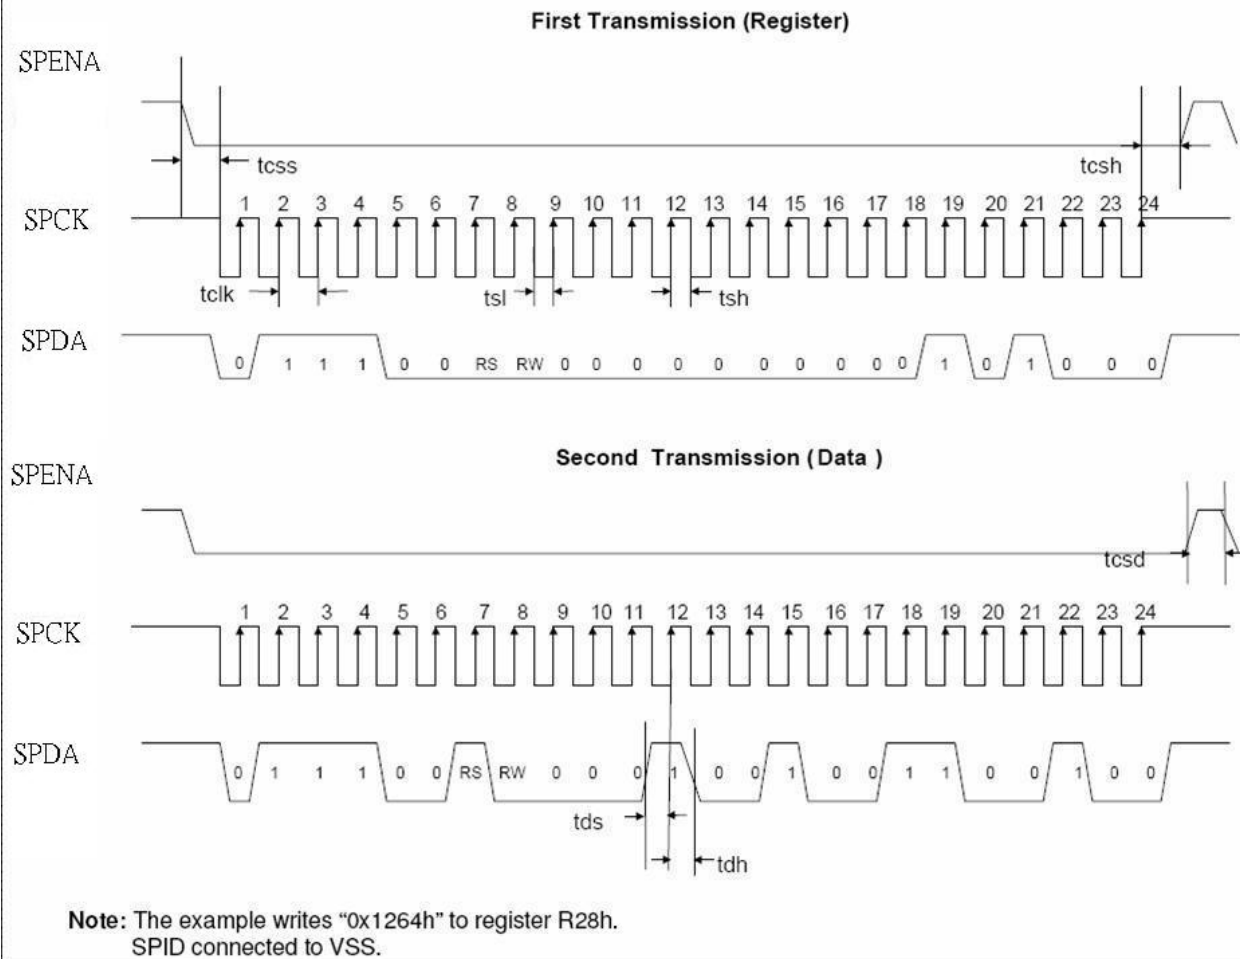 First Transmission (Register)
SPENA
tcss
tcsh
1 2 3 4 5 6 7 8 9 10 11 12 13 14 15 16 17 18 19 20 21 22 23 24
SPCK
tclk
tsl
tsh
SPDA
0 1 1 1 0 0 RS RW 0 0 0 0 0 0 0 0 0 0 1 0 1 0 0 0
Second Transmission ( Data )
SPENA
tcsd
1 2 3 4 5 6 7 8 9 10 11 12 13 14 15 16 17 18 19 20 21 22 23 24
SPCK
SPDA
0 1 1 1 0 0 RS RW 0 0 0 1 0 0 1 0 0 1 1 0 0 1 0 0
tds
tdh
Note: The example writes “0x1264h” to register R28h.
SPID connected to VSS.